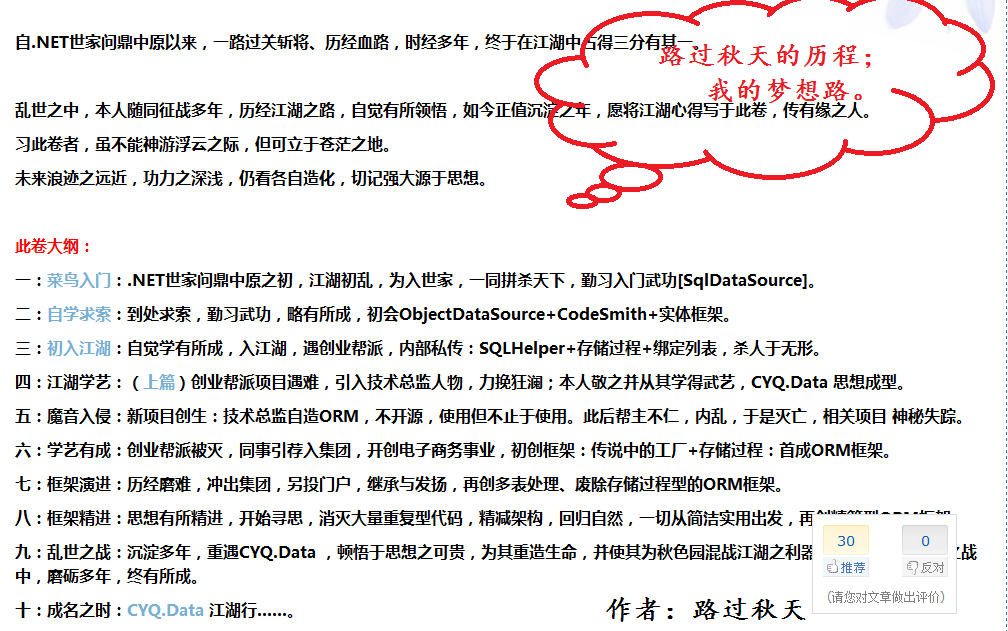 自.NET世家问鼎中原以来，一路过关斩将、历经血路，时经多年，终于在江湖中占得三分有其一。
路过秋天的历程；
我的梦想路。
乱世之中，本人随同征战多年，历经江湖之路，自觉有所领悟，如今正值沉淀之年，愿将江湖心得写于此卷，传有缘之人。
习此卷者，虽不能神游浮云之际，但可立于苍茫之地。
未来浪迹之远近，功力之深浅，仍看各自造化，切记强大源于思想。
此卷大纲：
一：菜鸟入门：.NET世家问鼎中原之初，江湖初乱，为入世家，一同拼杀天下，勤习入门武功[SqlDataSource]。
二：自学求索：到处求索，勤习武功，略有所成，初会ObjectDataSource+CodeSmith+实体框架。
三：初入江湖：自觉学有所成，入江湖，遇创业帮派，内部私传：SQLHelper+存储过程+绑定列表，杀人于无形。
四：江湖学艺：（上篇）创业帮派项目遇难，引入技术总监人物，力挽狂澜；本人敬之并从其学得武艺，CYQ.Data 思想成型。
五：魔音入侵：新项目创生：技术总监自造ORM，不开源，使用但不止于使用。此后帮主不仁，内乱，于是灭亡，相关项目 神秘失踪。
六：学艺有成：创业帮派被灭，同事引荐入集团，开创电子商务事业，初创框架：传说中的工厂+存储过程：首成ORM框架。
七：框架演进：历经磨难，冲出集团，另投门户，继承与发扬，再创多表处理、废除存储过程型的ORM框架。
八：框架精进：思想有所精进，开始寻思，消灭大量重复型代码，精减架构，回归自然，一切从简洁实用出发，再创精简型ORM框架
九：乱世之战：沉淀多年，重遇CYQ.Data ，顿悟于思想之可贵，为其重造生命，并使其为秋色园混战江湖之利器 之战
中，磨砺多年，终有所成。
十：成名之时：CYQ.Data 江湖行......。
作者：路过秋天
30 0
推荐 反对
(请您对文章做出评价)